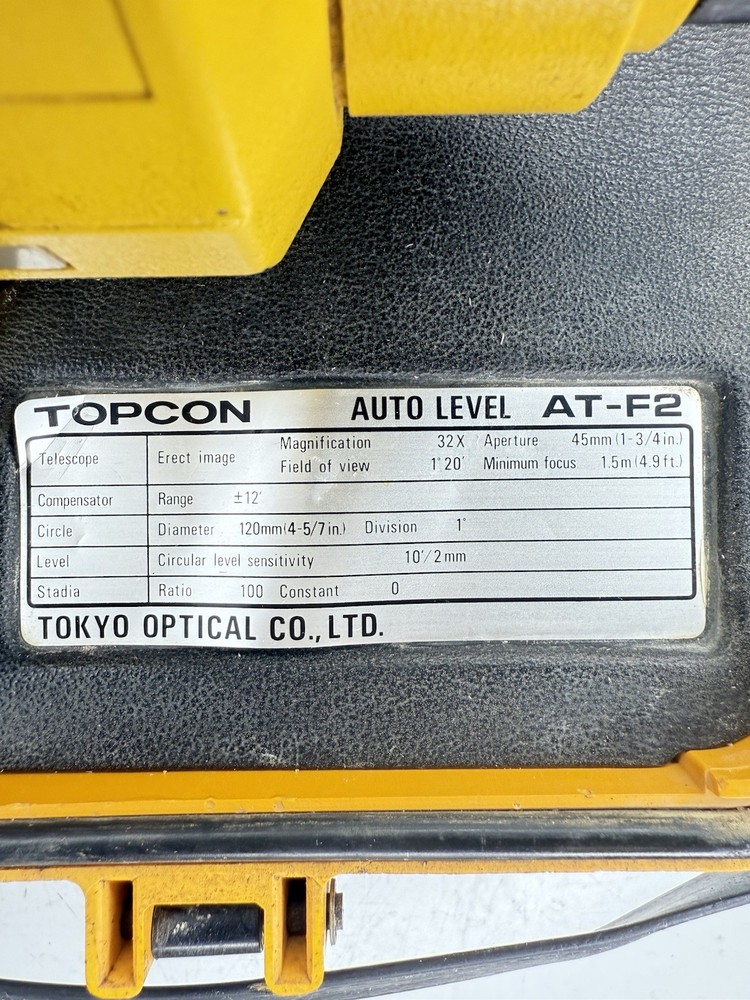 TOPCON AUTO LEVEL AT-F2
Telescope Erect image Magnification 32X Aperture 45mm(1-3/4in.)
Field of view 1°20′ Minimum focus 1.5m(4.9ft.)
Compensator Range ±12′
Circle Diameter 120mm(4-5/7in.) Division 1°
Level Circular level sensitivity 10′/2mm
Stadia Ratio 100 Constant 0
TOKYO OPTICAL CO.,LTD.